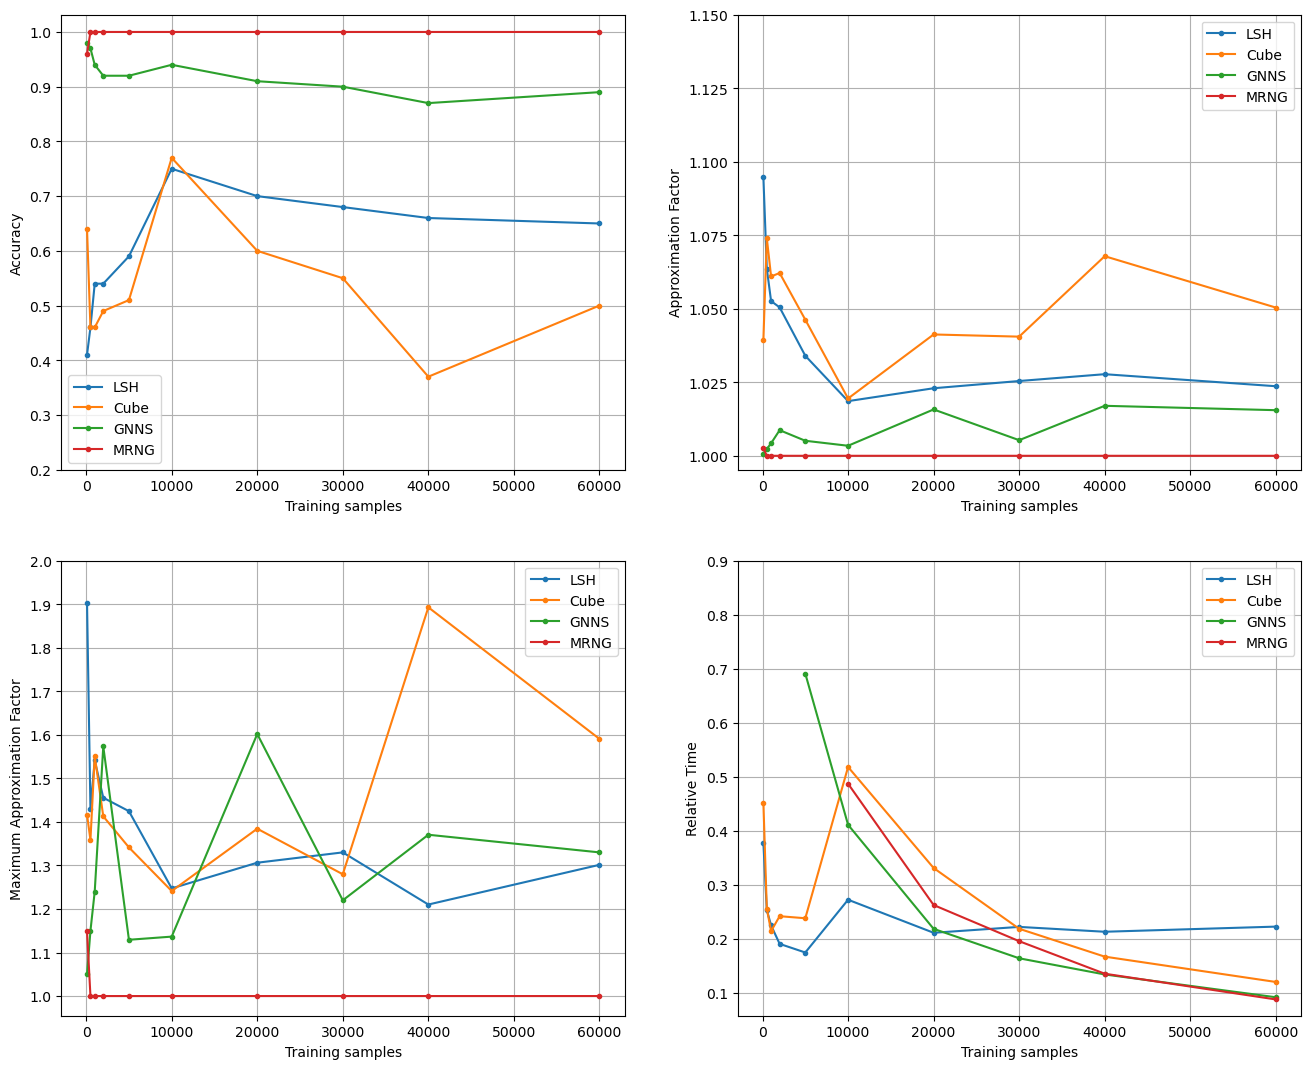 1.0
0.9
0.8
0.7
0.6
0.5
0.4
0.3
0.2
Accuracy
LSH
Cube
GNNS
MRNG
0 10000 20000 30000 40000 50000 60000
Training samples
1.150
1.125
1.100
1.075
1.050
1.025
1.000
Approximation Factor
LSH
Cube
GNNS
MRNG
0 10000 20000 30000 40000 50000 60000
Training samples
2.0
1.9
1.8
1.7
1.6
1.5
1.4
1.3
1.2
1.1
1.0
Maximum Approximation Factor
LSH
Cube
GNNS
MRNG
0 10000 20000 30000 40000 50000 60000
Training samples
0.9
0.8
0.7
0.6
0.5
0.4
0.3
0.2
0.1
Relative Time
LSH
Cube
GNNS
MRNG
0 10000 20000 30000 40000 50000 60000
Training samples